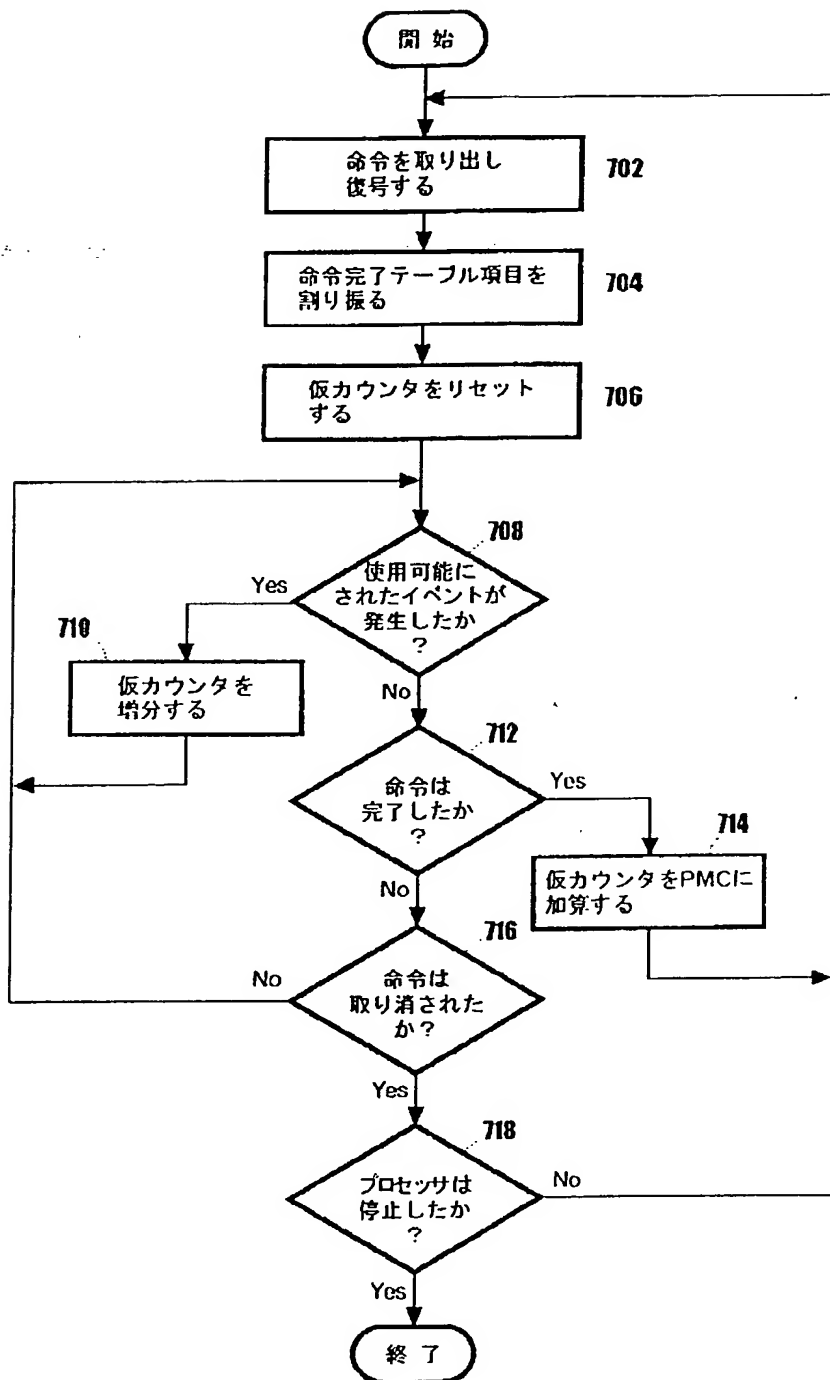 開 始
命令を取り出し
復号する
702
命令完了テーブル項目を
割り振る
704
仮カウンタをリセット
する
706
708
使用可能に
されたイベントが
発生したか
?
Yes
No
710
仮カウンタを
増分する
712
命令は
完了したか
?
Yes
No
714
仮カウンタをPMCに
加算する
716
命令は
取り消された
か?
No
Yes
718
プロセッサは
停止したか
?
No
Yes
終 了